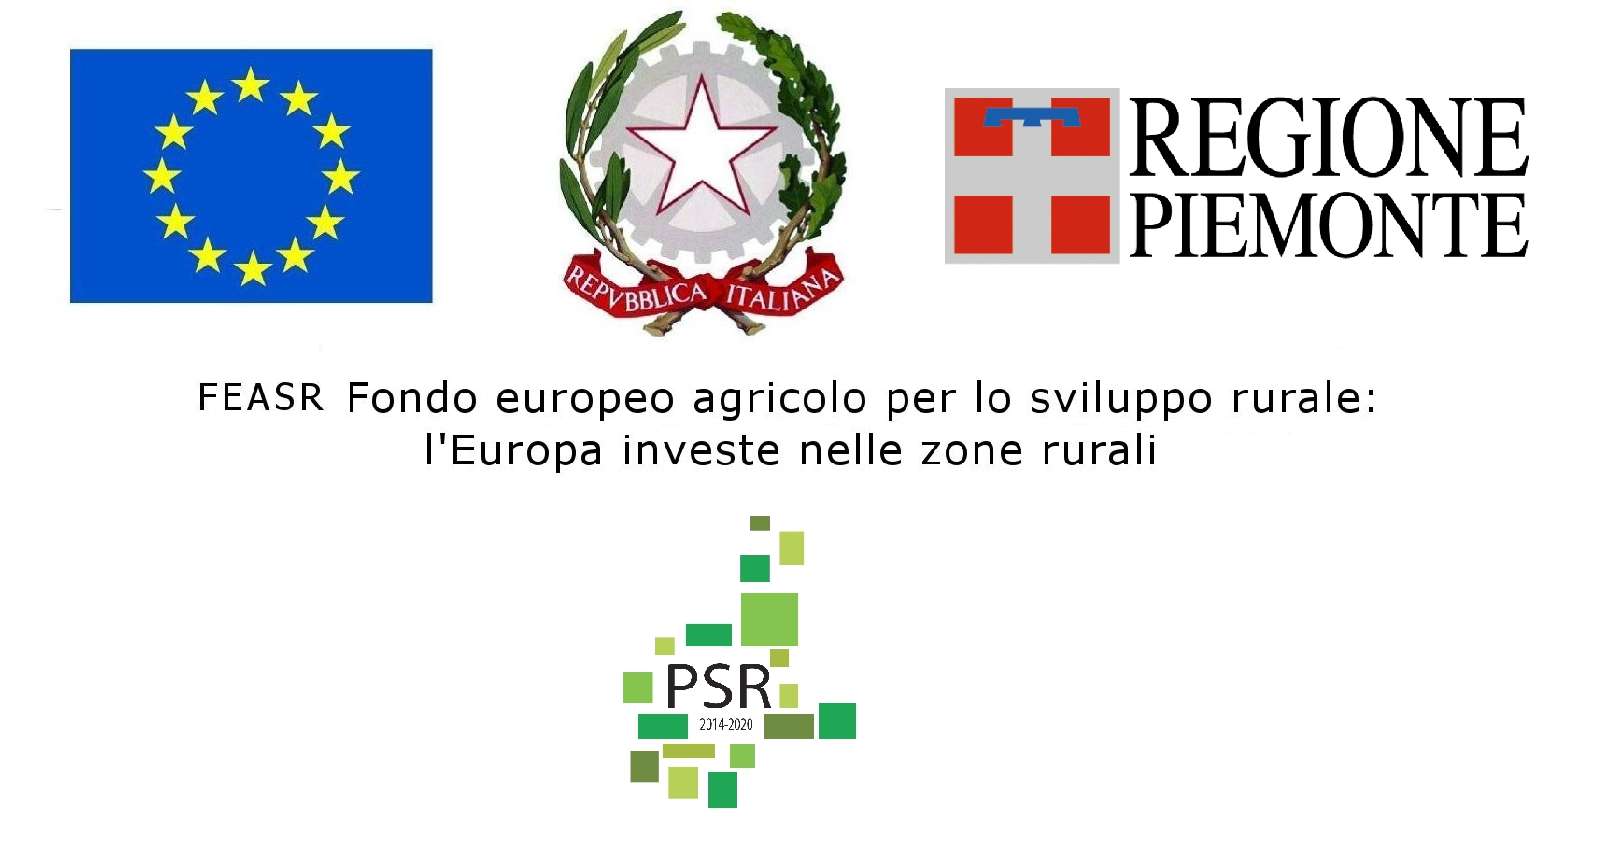 REPVBBLICA ITALIANA
REGIONE
PIEMONTE
FEASR Fondo europeo agricolo per lo sviluppo rurale:
l'Europa investe nelle zone rurali
PSR
2014-2020